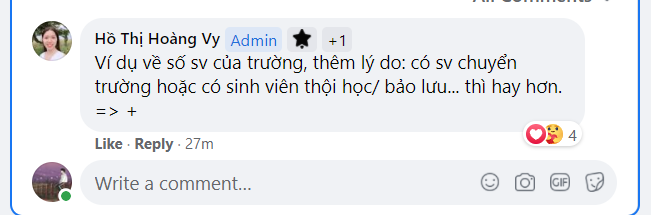 Hồ Thị Hoàng Vy Admin +1
Ví dụ về số sv của trường, thêm lý do: có sv chuyển
trường hoặc có sinh viên thội học/ bảo lưu... thì hay hơn.
=> +
4
Like · Reply · 27m
Write a comment...
GIF